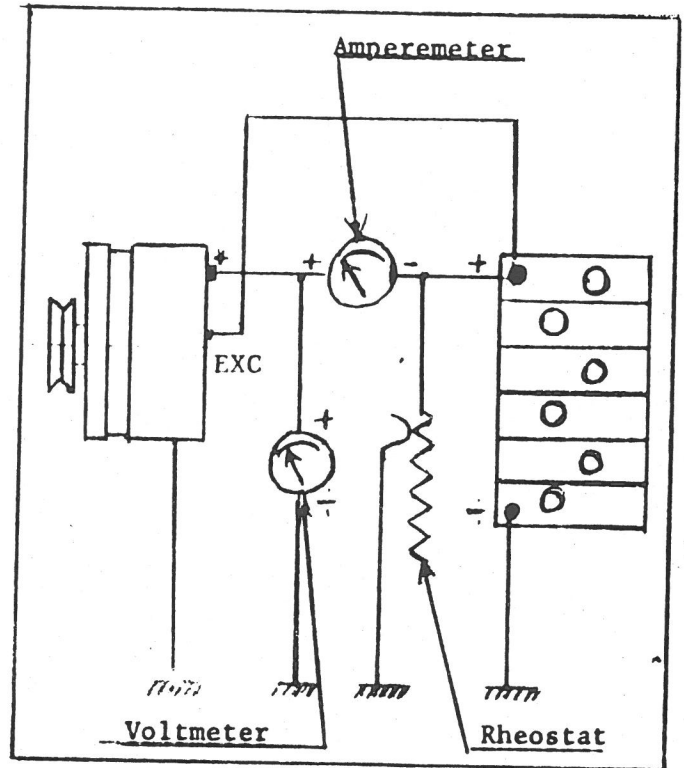 Amperemeter
+ + - +
EXC
+
÷ ÷
Voltmeter
Rheostat